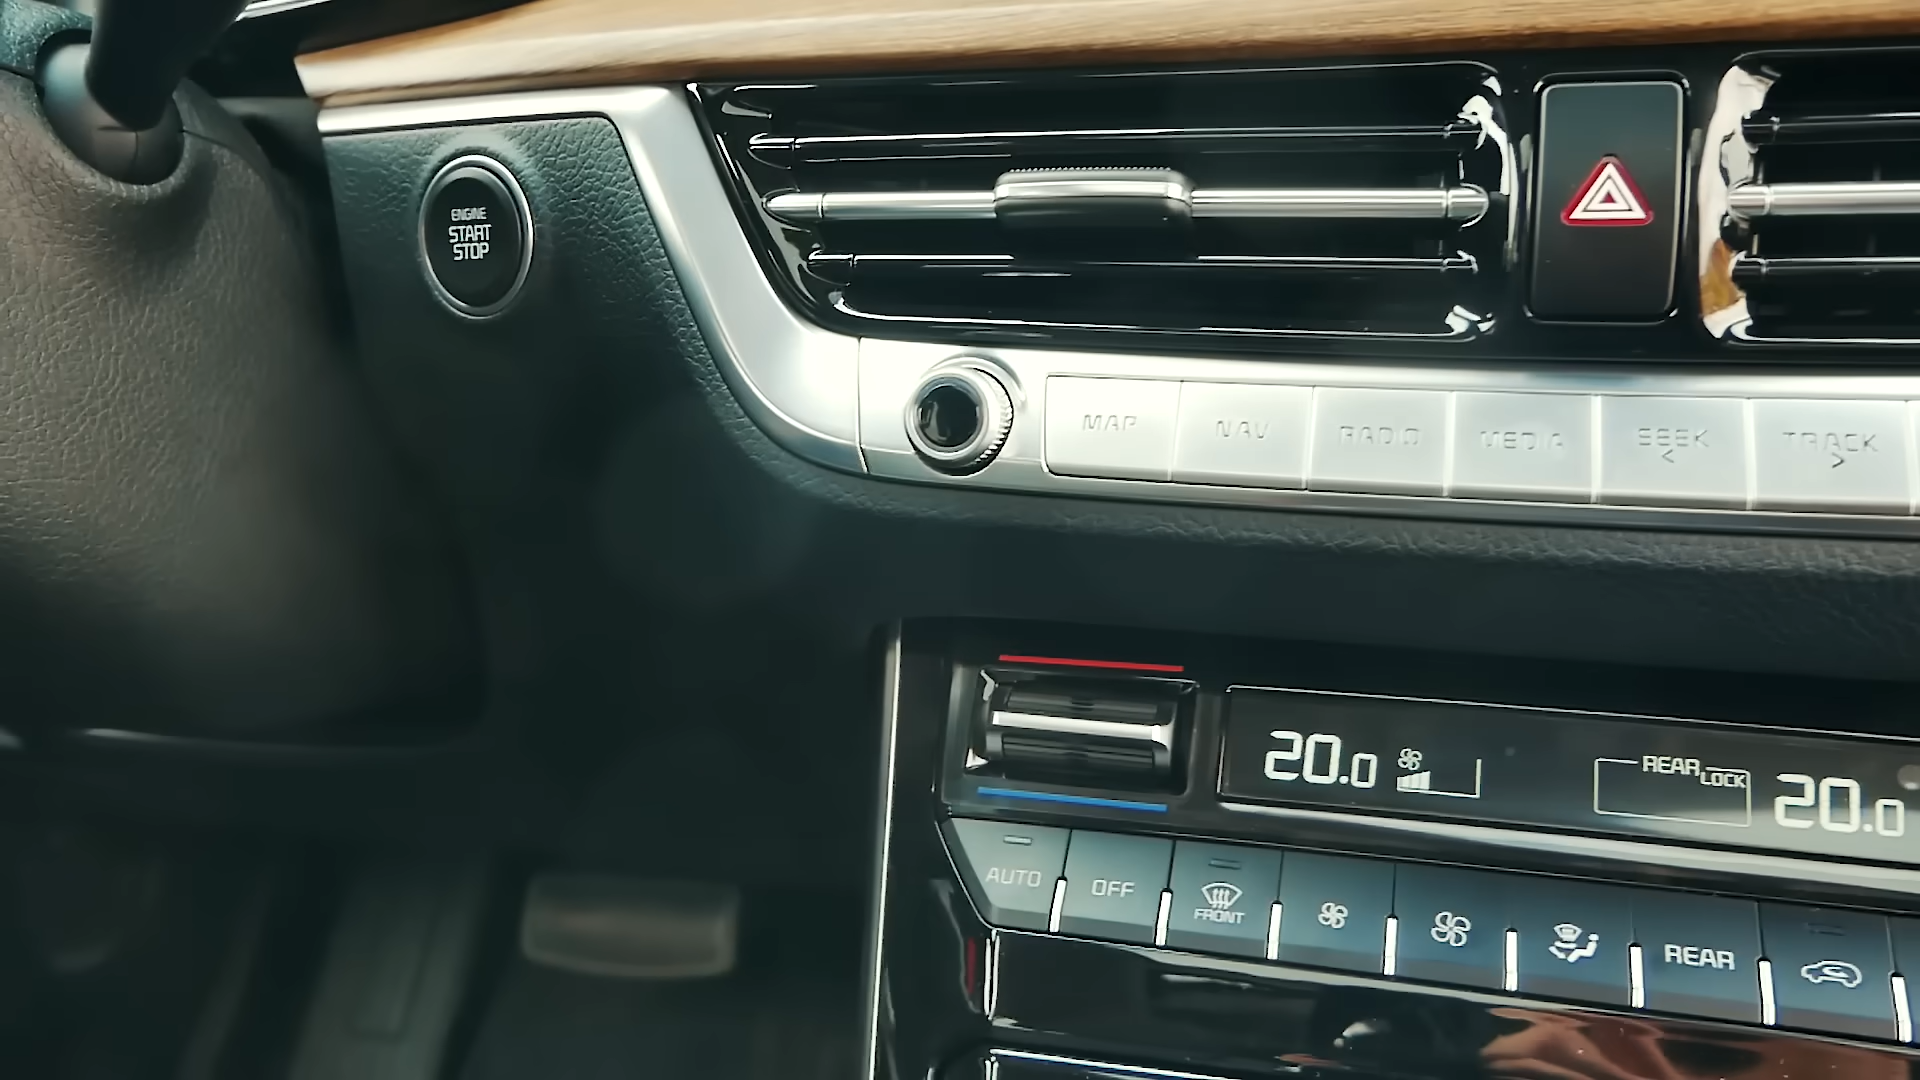 ENGINE
START
STOP
MAP
NAV
RADIO
MEDIA
SEEK
<
TRACK
>
20.0
REAR LOCK
20.0
AUTO
OFF
FRONT
REAR